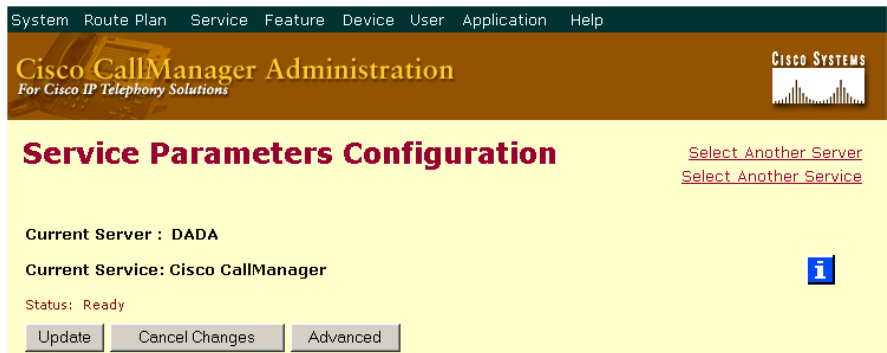 System Route Plan Service Feature Device User Application Help
Cisco CallManager Administration
For Cisco IP Telephony Solutions
CISCO SYSTEMS
Service Parameters Configuration
Select Another Server
Select Another Service
Current Server : DADA
Current Service: Cisco CallManager
i
Status: Ready
Update Cancel Changes Advanced